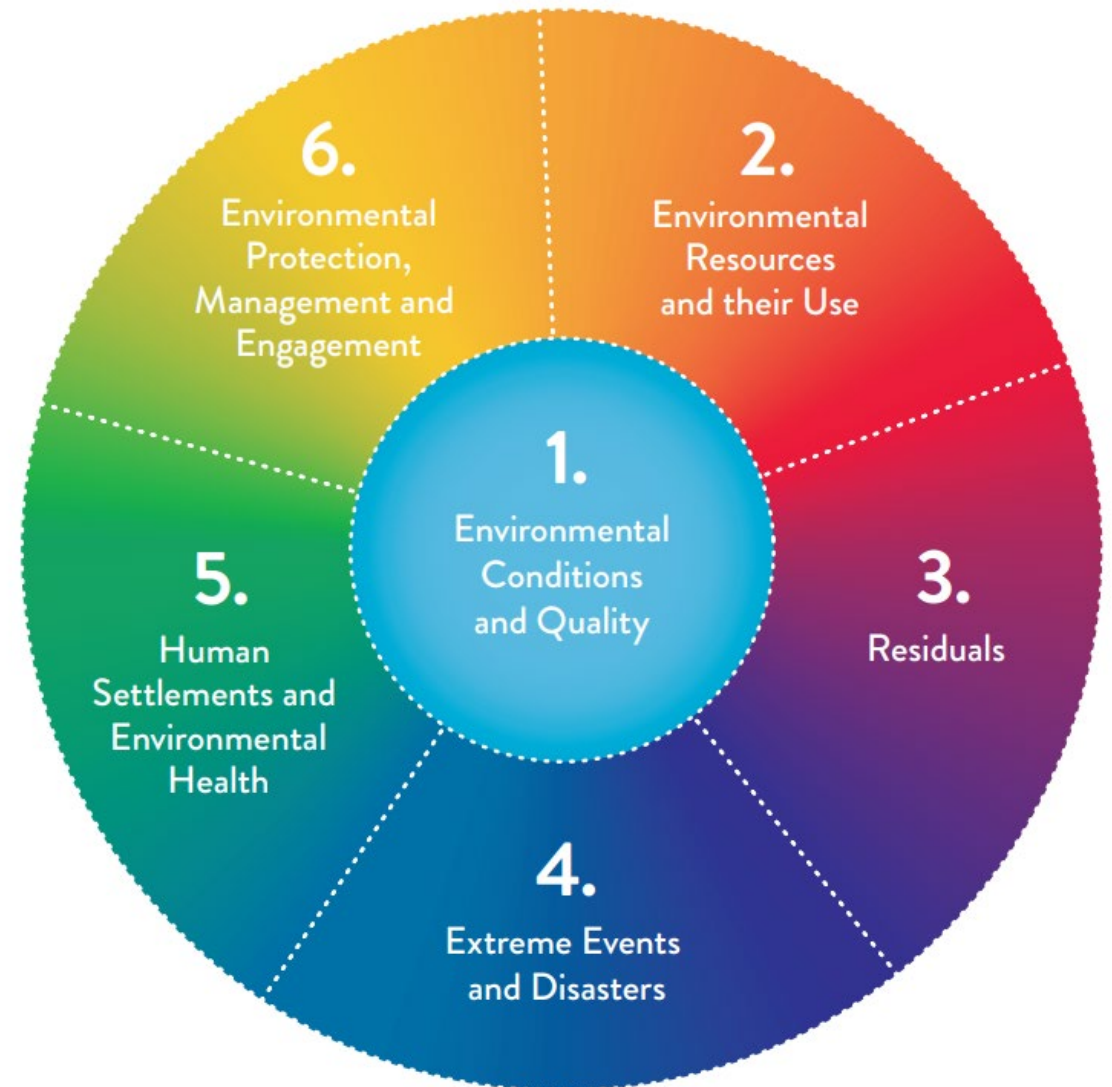 1.
Environmental
Conditions
and Quality
2.
Environmental
Resources
and their Use
3.
Residuals
4.
Extreme Events
and Disasters
5.
Human
Settlements and
Environmental
Health
6.
Environmental
Protection,
Management and
Engagement